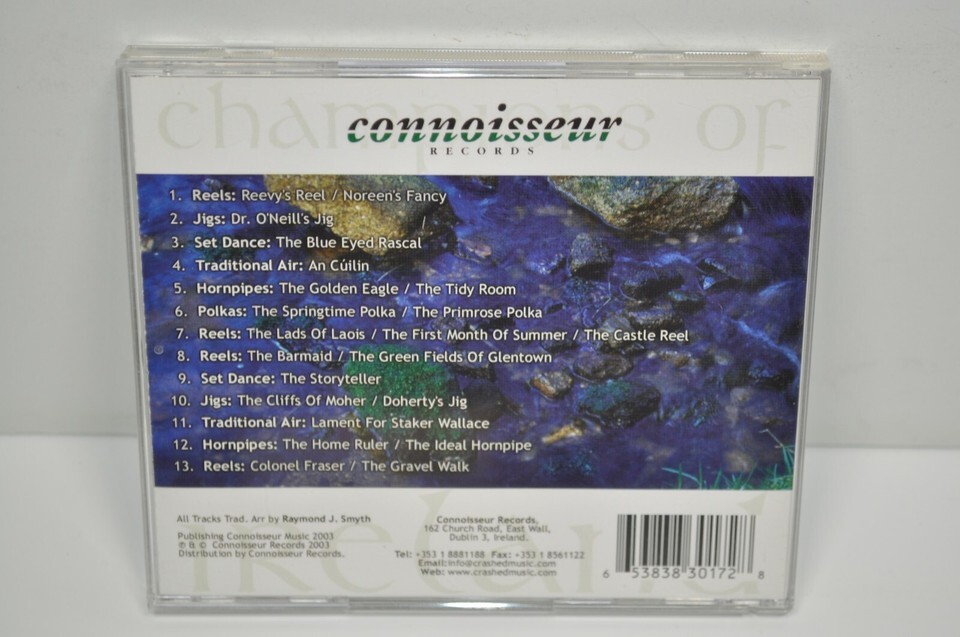 champions of
connoisseur
RECORDS
1. Reels: Reevy's Reel / Noreen's Fancy
2. Jigs: Dr. O'Neill's Jig
3. Set Dance: The Blue Eyed Rascal
4. Traditional Air: An Cúilin
5. Hornpipes: The Golden Eagle / The Tidy Room
6. Polkas: The Springtime Polka / The Primrose Polka
7. Reels: The Lads Of Laois / The First Month Of Summer / The Castle Reel
8. Reels: The Barmaid / The Green Fields Of Glentown
9. Set Dance: The Storyteller
10. Jigs: The Cliffs Of Moher / Doherty's Jig
11. Traditional Air: Lament For Staker Wallace
12. Hornpipes: The Home Ruler / The Ideal Hornpipe
13. Reels: Colonel Fraser / The Gravel Walk
Ireland
All Tracks Trad. Arr by Raymond J. Smyth
Publishing Connoisseur Music 2003
℗ & © Connoisseur Records 2003
Distribution by Connoisseur Records.
Connoisseur Records.
162 Church Road, East Wall,
Dublin 3, Ireland.
Tel: +353 1 8881188 Fax: +353 1 8561122
Email:info@crashedmusic.com
Web: www.crashedmusic.com
6 53838 30172 8